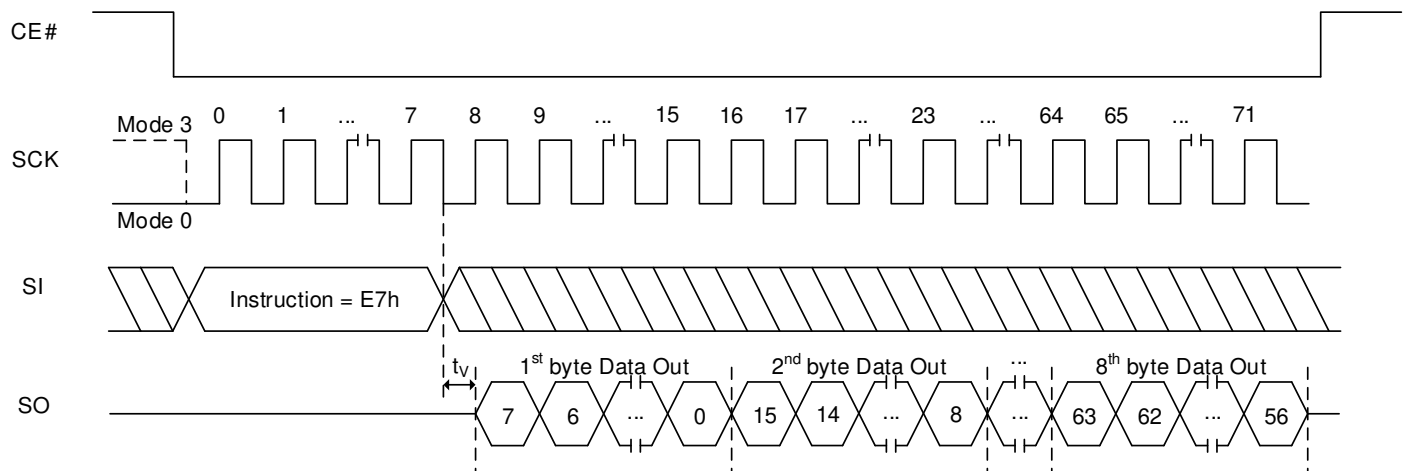 CE#
0 1 ... 7 8 9 ... 15 16 17 ... 23 ... 64 65 ... 71
Mode 3
SCK
Mode 0
SI
Instruction = E7h
tV 1st byte Data Out 2nd byte Data Out ... 8th byte Data Out
SO
7 6 ... 0 15 14 ... 8 ... 63 62 ... 56